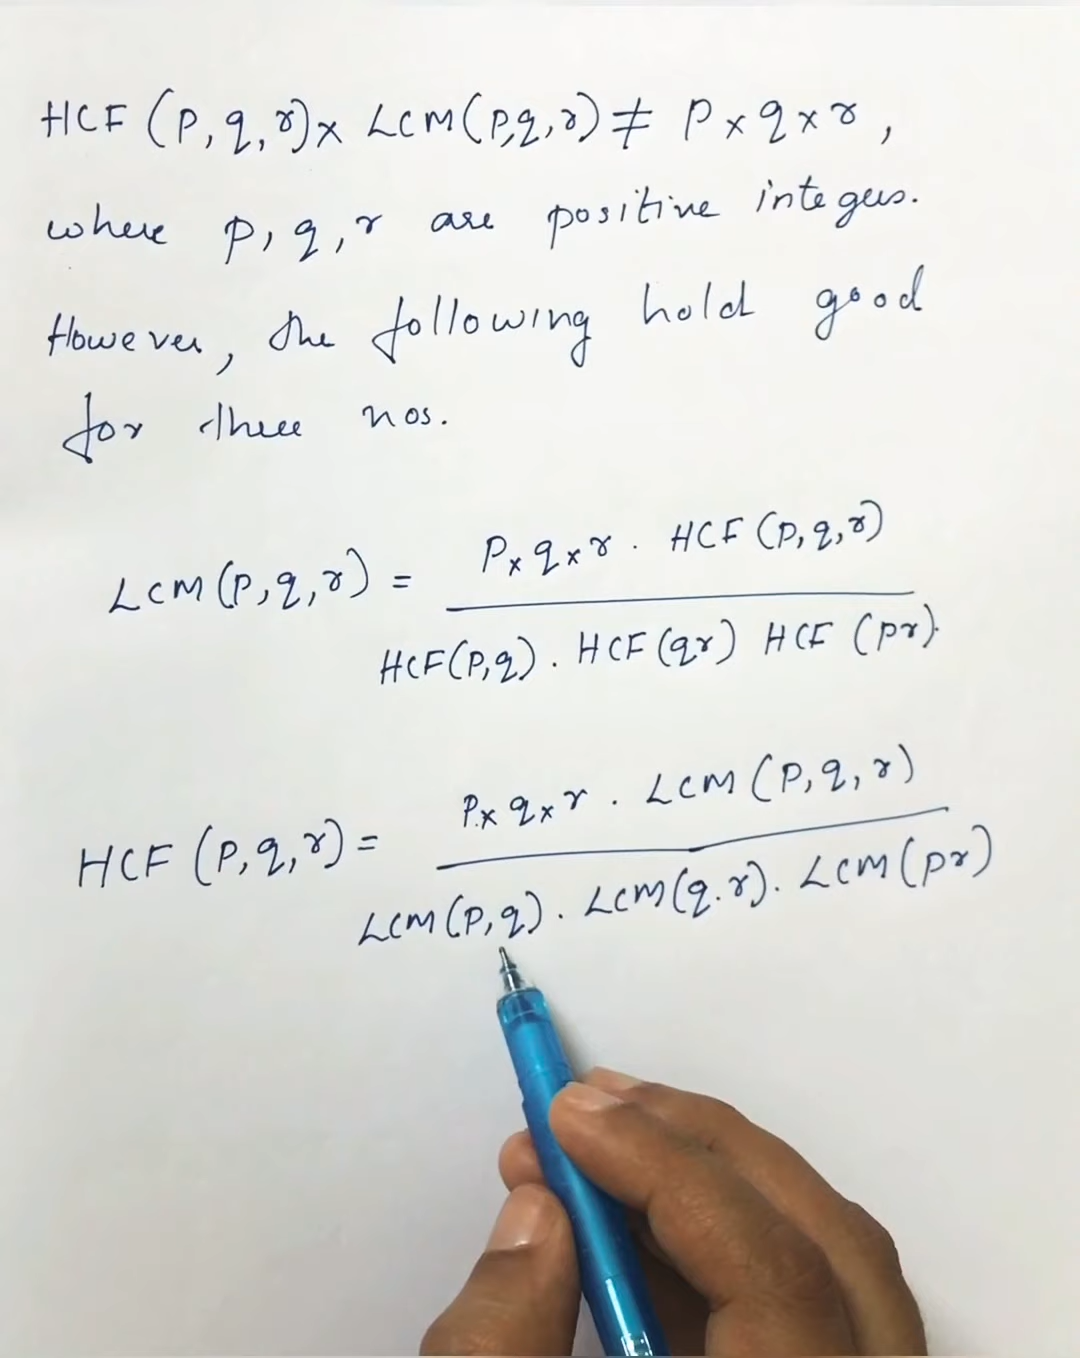 HCF (P, q, r) x LCM (P,q,r) ≠ P x q x r,
where p, q, r are positive integers.
However, the following hold good
for three nos.
LCM (P, q, r) = P x q x r . HCF (P, q, r)
HCF (P, q) . HCF (qr) HCF (pr).
HCF (P, q, r) = P x q x r . LCM (P, q, r)
LCM (P, q) . LCM (q.r) . LCM (pr)